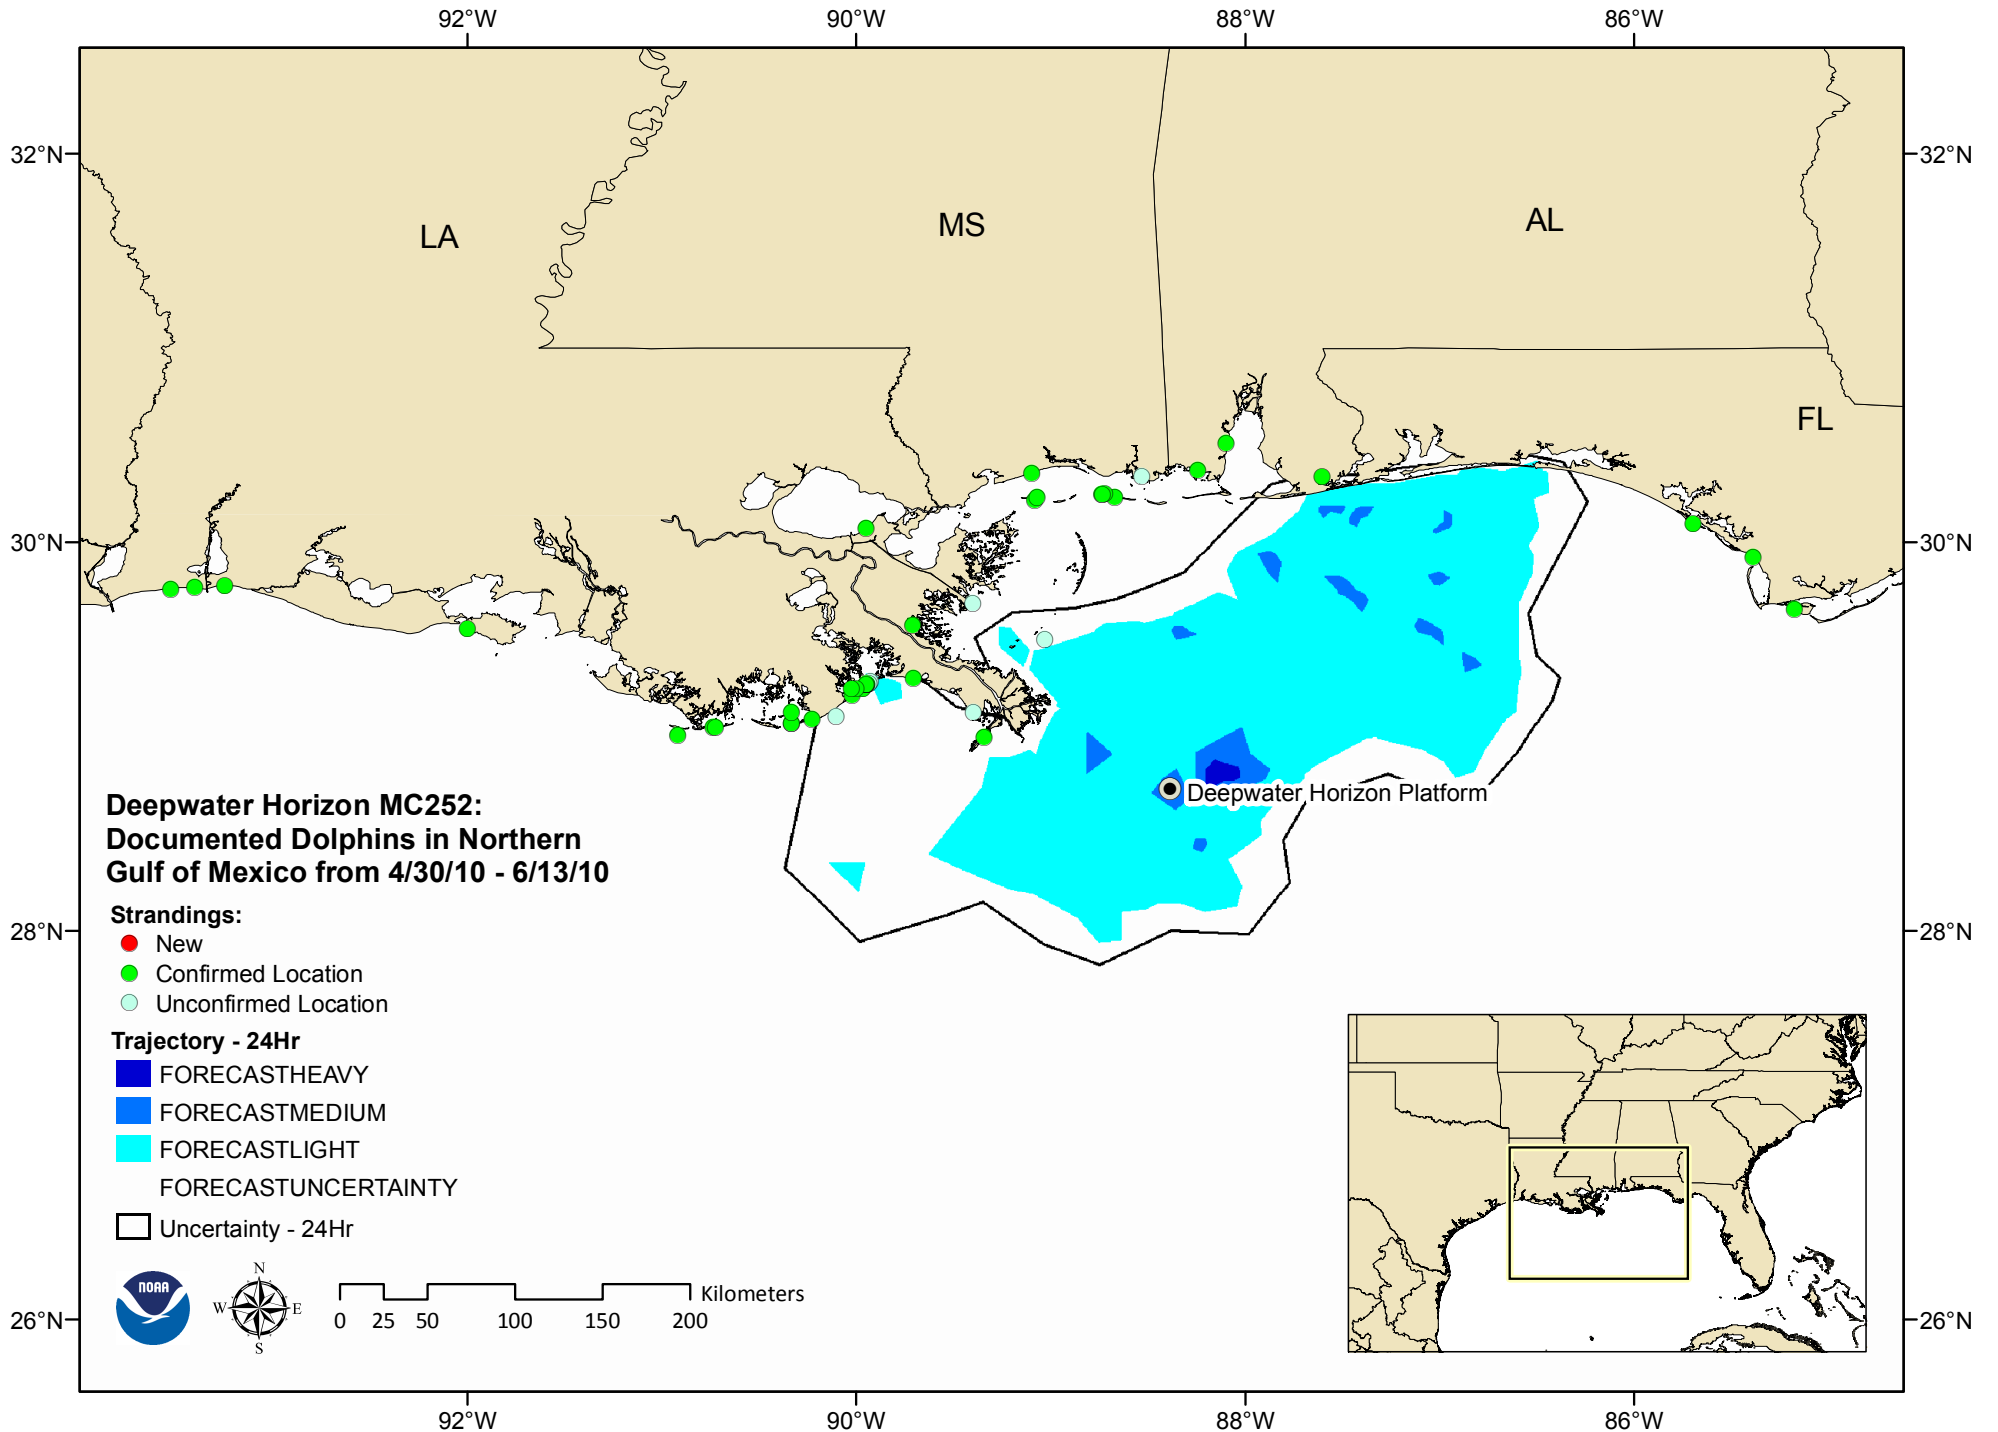 92°W
90°W
88°W
86°W
32°N
32°N
LA
MS
AL
FL
30°N
30°N
Deepwater Horizon Platform
Deepwater Horizon MC252:
Documented Dolphins in Northern
Gulf of Mexico from 4/30/10 - 6/13/10
Strandings:
New
Confirmed Location
Unconfirmed Location
28°N
28°N
Trajectory - 24Hr
FORECASTHEAVY
FORECASTMEDIUM
FORECASTLIGHT
FORECASTUNCERTAINTY
Uncertainty - 24Hr
NOAA
N
W
E
S
Kilometers
0 25 50 100 150 200
26°N
26°N
92°W
90°W
88°W
86°W